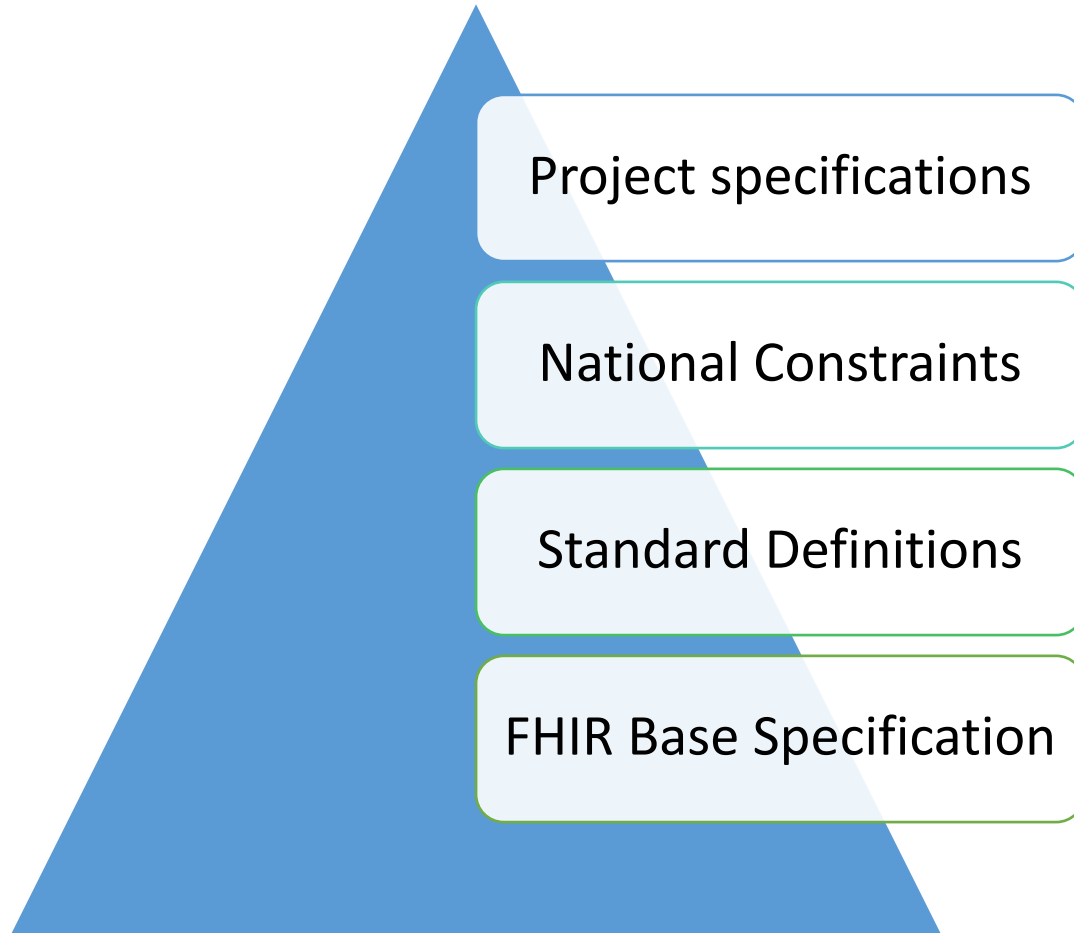 Project specifications
National Constraints
Standard Definitions
FHIR Base Specification